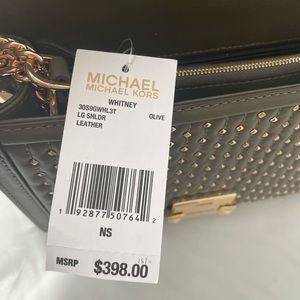 MICHAEL
MICHAEL KORS
WHITNEY
30S9GWHL3T OLIVE
LG SHLDR
LEATHER
1 92877 50764 2
NS
MSRP $398.00